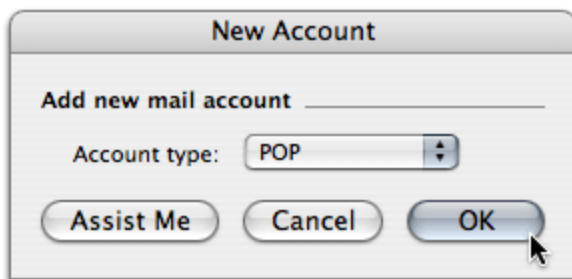 New Account
Add new mail account
Account type: POP
Assist Me Cancel OK